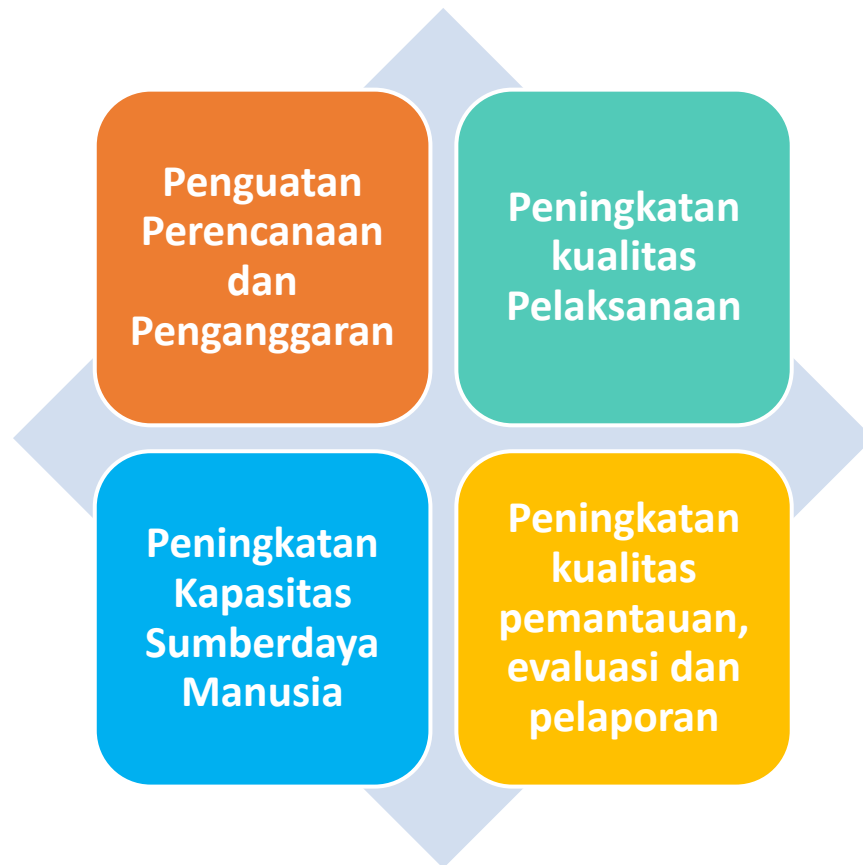 Penguatan
Perencanaan
dan
Penganggaran
Peningkatan
kualitas
Pelaksanaan
Peningkatan
Kapasitas
Sumberdaya
Manusia
Peningkatan
kualitas
pemantauan,
evaluasi dan
pelaporan